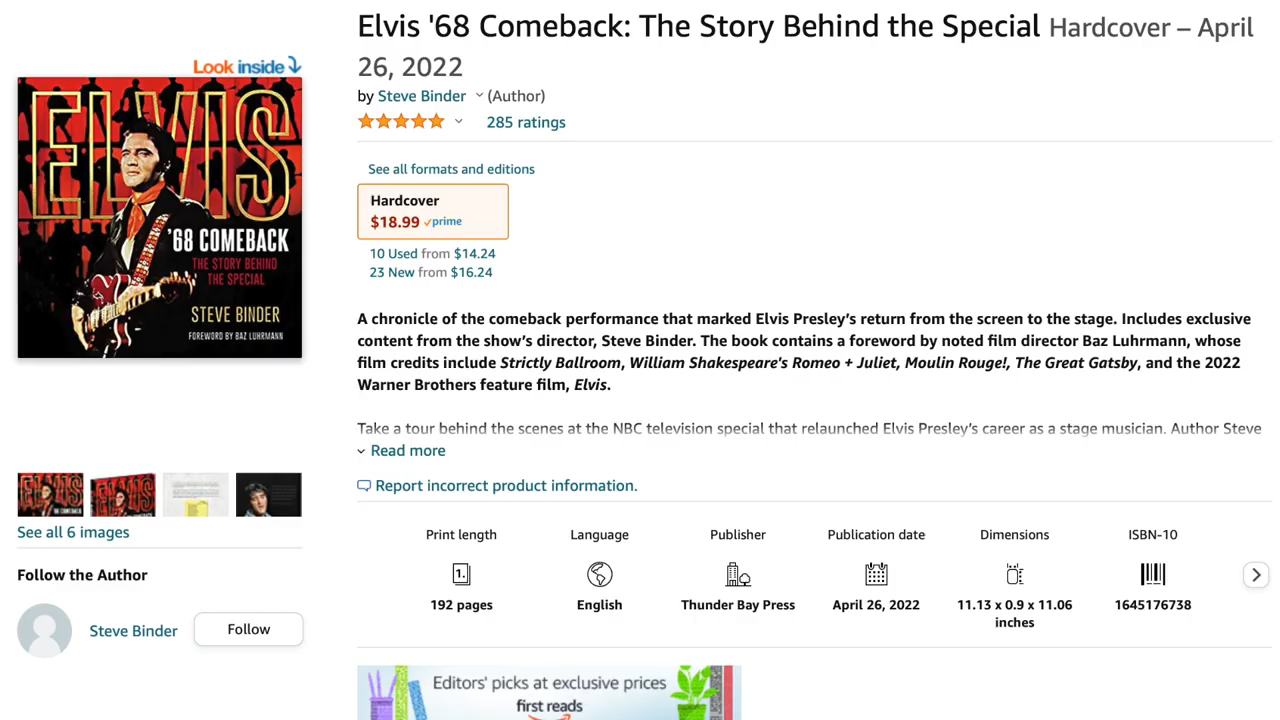 Elvis '68 Comeback: The Story Behind the Special Hardcover – April
26, 2022
by Steve Binder (Author)
285 ratings
Look inside
ELVIS
'68 COMEBACK
THE STORY BEHIND
THE SPECIAL
STEVE BINDER
FOREWORD BY BAZ LUHRMANN
See all formats and editions
Hardcover
$18.99 prime
10 Used from $14.24
23 New from $16.24
A chronicle of the comeback performance that marked Elvis Presley’s return from the screen to the stage. Includes exclusive
content from the show’s director, Steve Binder. The book contains a foreword by noted film director Baz Luhrmann, whose
film credits include Strictly Ballroom, William Shakespeare's Romeo + Juliet, Moulin Rouge!, The Great Gatsby, and the 2022
Warner Brothers feature film, Elvis.
Take a tour behind the scenes at the NBC television special that relaunched Elvis Presley’s career as a stage musician. Author Steve
Read more
Report incorrect product information.
See all 6 images
Follow the Author
Steve Binder Follow
Print length Language Publisher Publication date Dimensions ISBN-10
1.
192 pages English Thunder Bay Press April 26, 2022 11.13 x 0.9 x 11.06 1645176738
inches
Editors' picks at exclusive prices
first reads